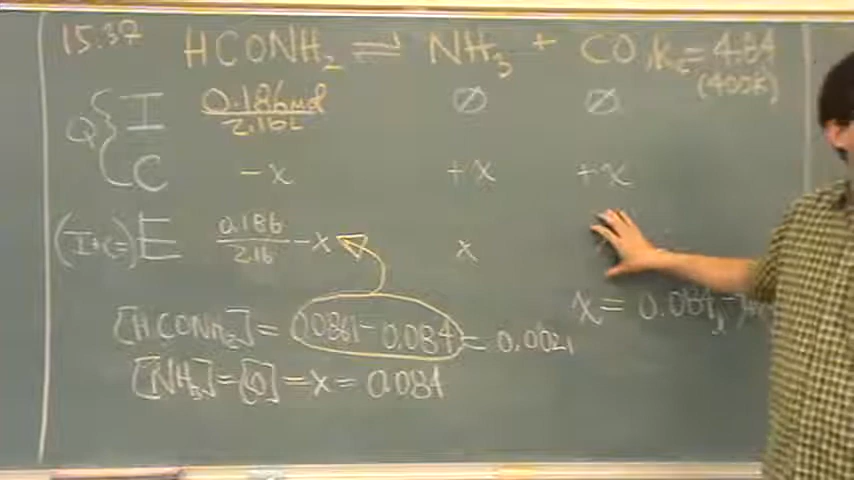 15.37 HCONH₂ ⇌ NH₃ + CO, Kc = 4.84
(400K)
Q { I 0.186mol/2.16L ∅ ∅
C -x +x +x
(I+C=) E 0.186/2.16 - x x
[HCONH₂] = 0.0861 - 0.084 = 0.0021
x = 0.084, -
[NH₃] = [CO] = x = 0.084